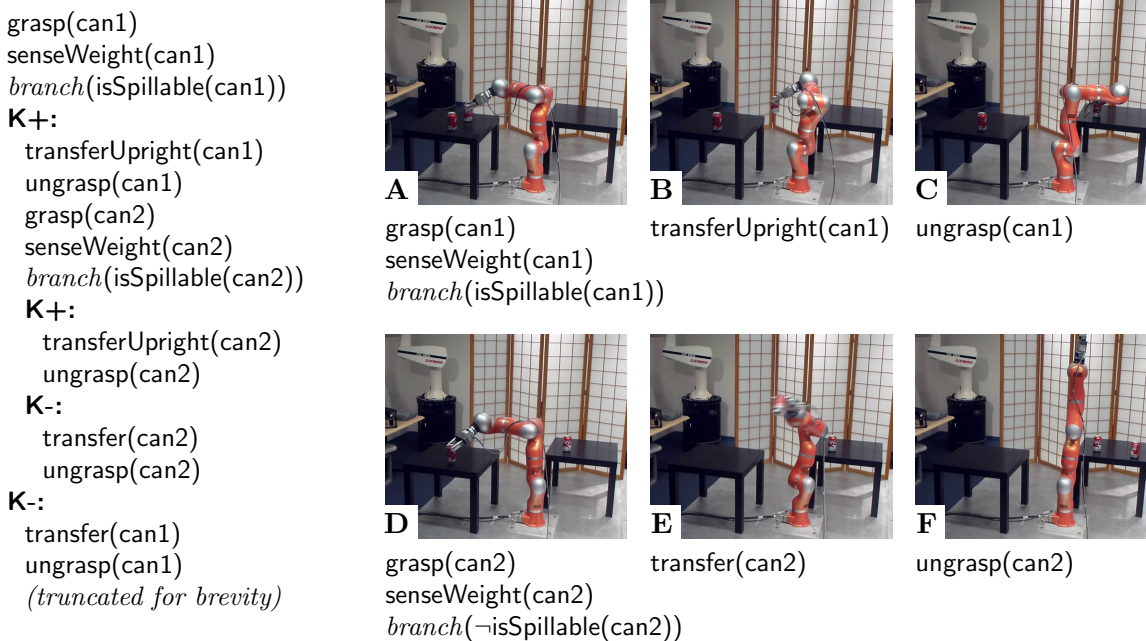 grasp(can1)
senseWeight(can1)
branch(isSpillable(can1))
K+:
transferUpright(can1)
ungrasp(can1)
grasp(can2)
senseWeight(can2)
branch(isSpillable(can2))
K+:
transferUpright(can2)
ungrasp(can2)
K-:
transfer(can2)
ungrasp(can2)
K-:
transfer(can1)
ungrasp(can1)
(truncated for brevity)
A
grasp(can1)
senseWeight(can1)
branch(isSpillable(can1))
B
transferUpright(can1)
C
ungrasp(can1)
D
grasp(can2)
senseWeight(can2)
branch(¬isSpillable(can2))
E
transfer(can2)
F
ungrasp(can2)